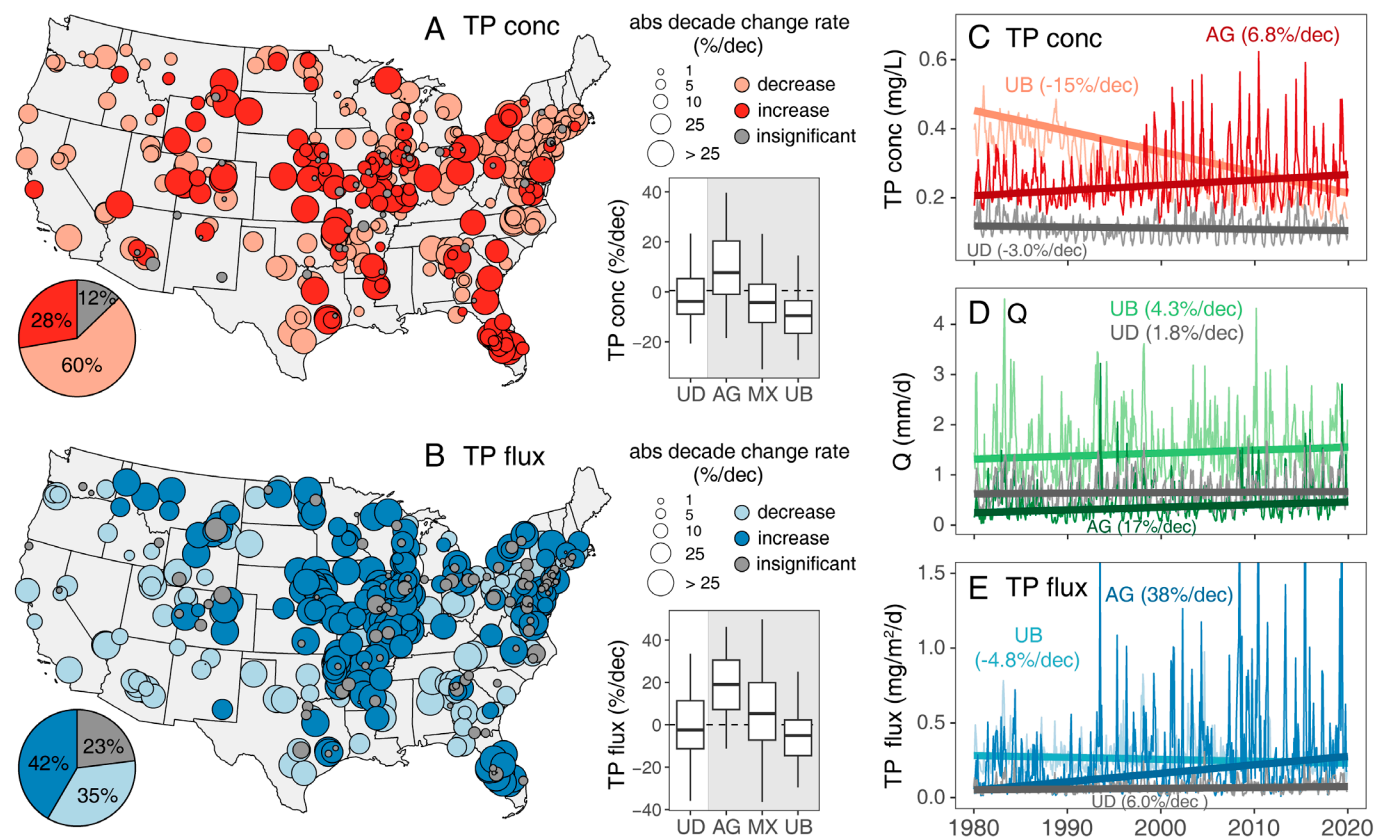 A TP conc
abs decade change rate
(%/dec)
1
5
10
25
> 25
decrease
increase
insignificant
12%
28%
60%
TP conc (%/dec)
40
20
0
−20
UD AG MX UB
B TP flux
abs decade change rate
(%/dec)
1
5
10
25
> 25
decrease
increase
insignificant
23%
42%
35%
TP flux (%/dec)
40
20
0
−20
−40
UD AG MX UB
C TP conc
AG (6.8%/dec)
UB (-15%/dec)
UD (-3.0%/dec)
TP conc (mg/L)
0.6
0.4
0.2
1980 1990 2000 2010 2020
D Q
UB (4.3%/dec)
UD (1.8%/dec)
AG (17%/dec)
Q (mm/d)
4
3
2
1
0
E TP flux
AG (38%/dec)
UB
(-4.8%/dec)
UD (6.0%/dec )
TP flux (mg/m²/d)
1.5
1.0
0.5
0.0
1980 1990 2000 2010 2020